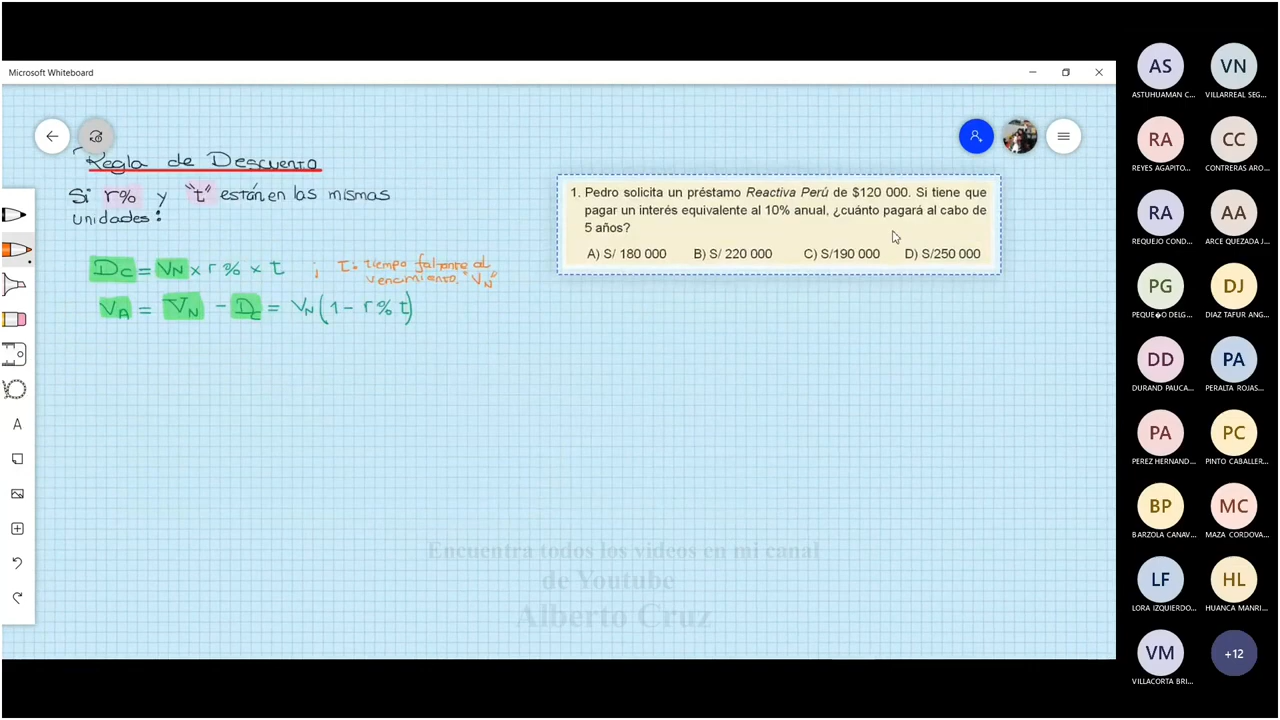 Microsoft Whiteboard
Regla de Descuento
Si r% y "t" están en las mismas
unidades:
Dc = VN x r % x t ; t: tiempo faltante al
vencimiento "VN"
VA = VN - Dc = VN (1 - r % t)
1. Pedro solicita un préstamo Reactiva Perú de $120 000. Si tiene que
pagar un interés equivalente al 10% anual, ¿cuánto pagará al cabo de
5 años?
A) S/ 180 000 B) S/ 220 000 C) S/190 000 D) S/250 000
Encuentra todos los videos en mi canal
de Youtube
Alberto Cruz
A
AS VN
ASTUHUAMAN C... VILLARREAL SEG...
RA CC
REYES AGAPITO... CONTRERAS ARO...
RA AA
REQUEJO COND... ARCE QUEZADA J...
PG DJ
PEQUE�O DELG... DIAZ TAFUR ANG...
DD PA
DURAND PAUCA... PERALTA ROJAS...
PA PC
PEREZ HERNAND... PINTO CABALLER...
BP MC
BARZOLA CANAV... MAZA CORDOVA...
LF HL
LORA IZQUIERDO... HUANCA MANRI...
VM +12
VILLACORTA BRI...